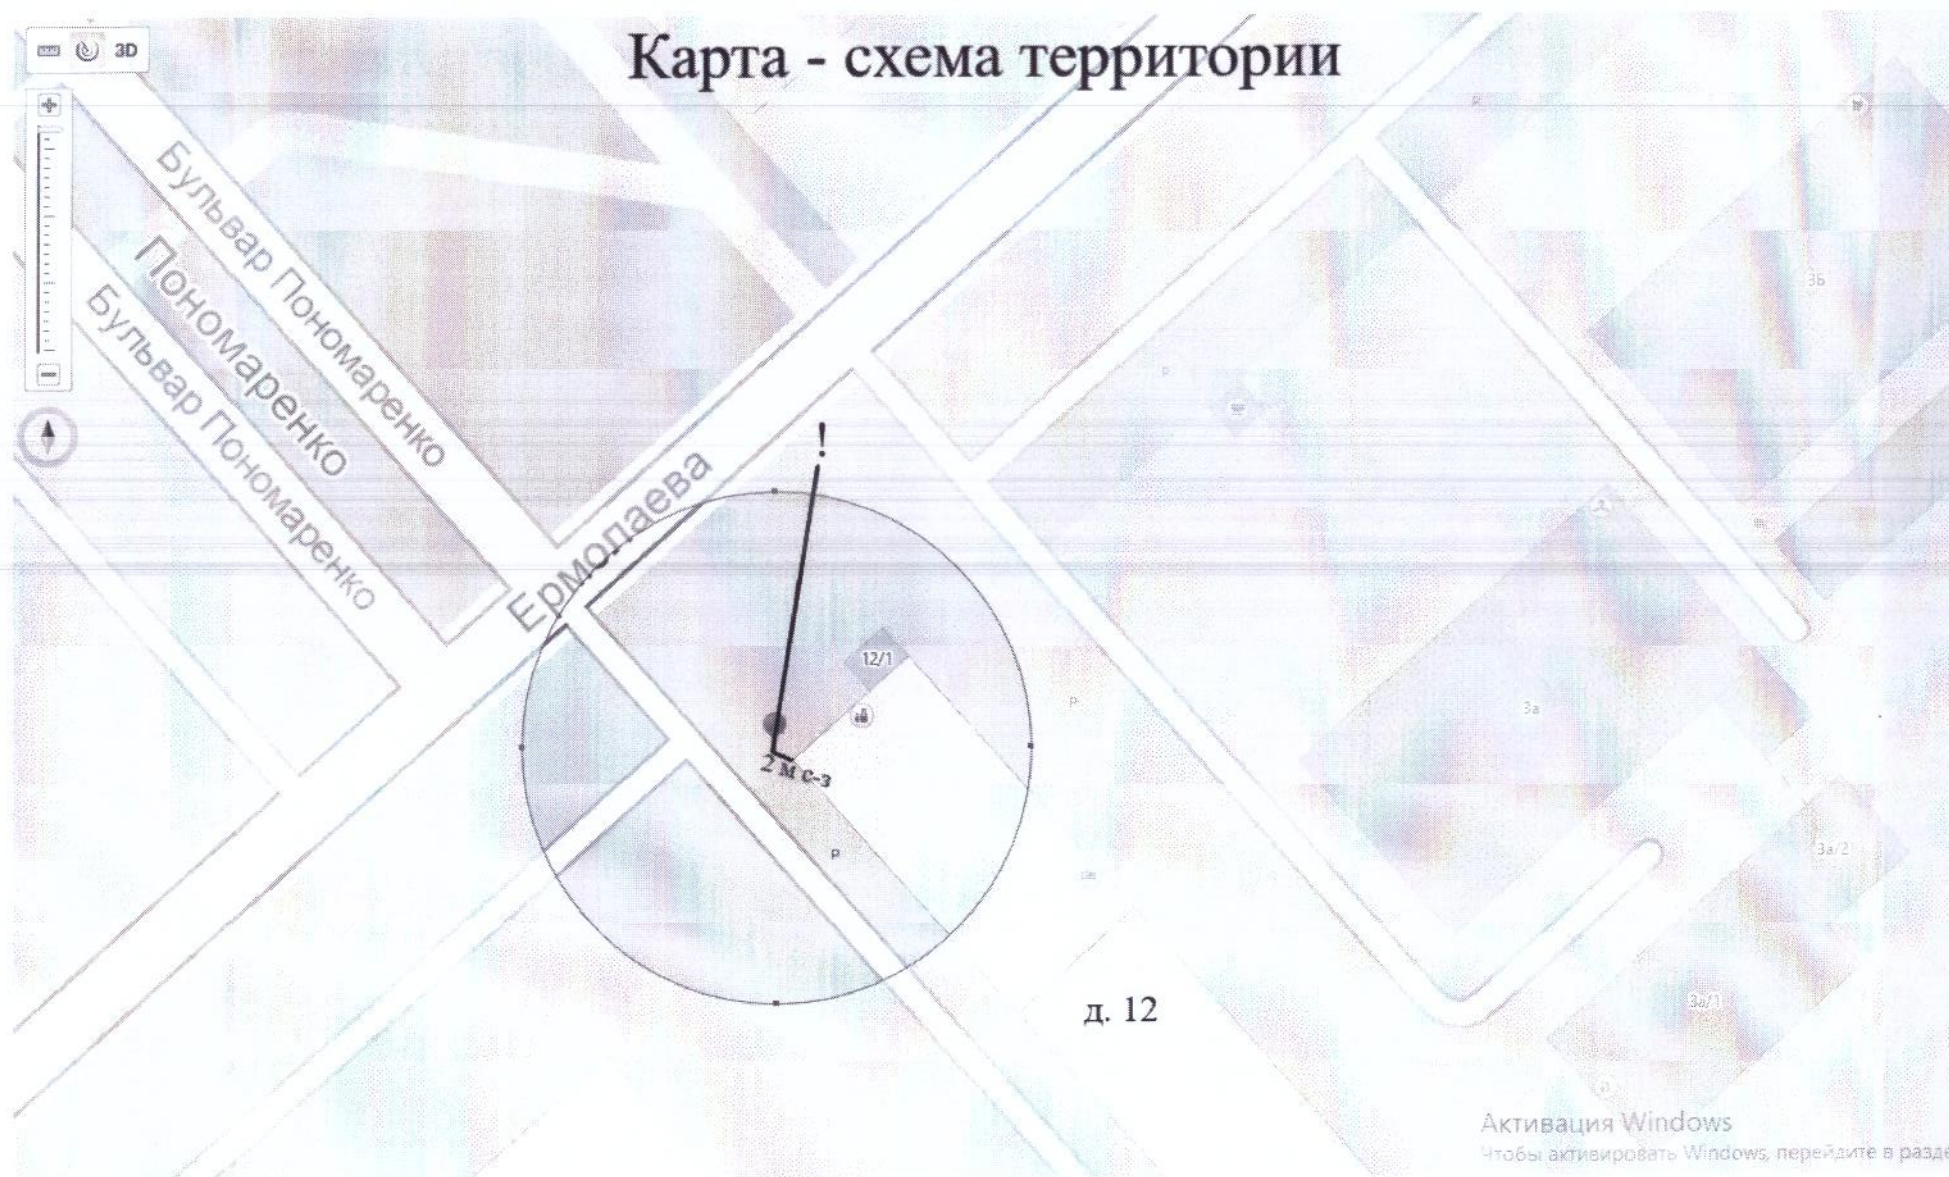 Карта - схема территории
3D
Бульвар Пономаренко
Пономаренко
Бульвар Пономаренко
Ермолаева
!
12/1
2 м с-з
P
P
P
P
3Б
3а
3а/2
3а/1
д. 12
Активация Windows
Чтобы активировать Windows, перейдите в разде